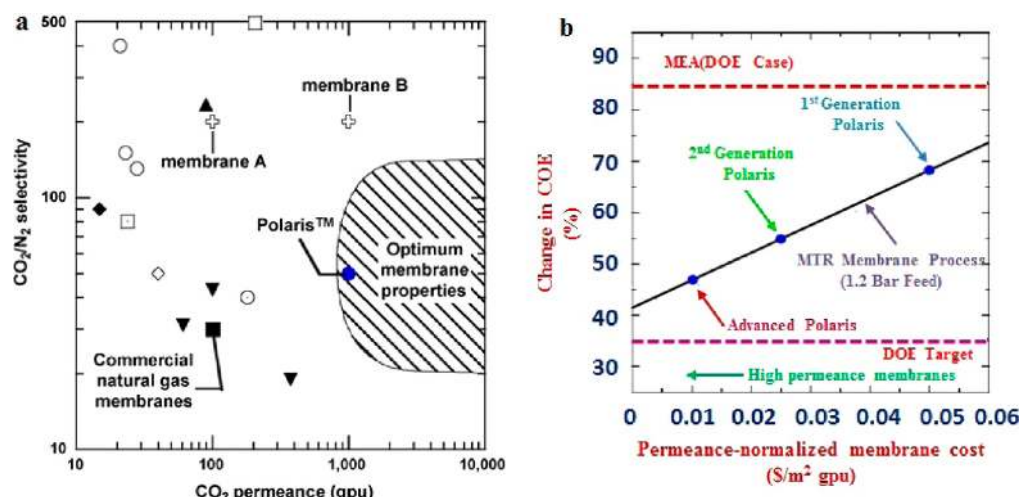 a
500
100
10
10
100
1,000
10,000
CO₂/N₂ selectivity
CO₂ permeance (gpu)
membrane B
membrane A
Polaris™
Optimum
membrane
properties
Commercial
natural gas
membranes
b
95
90
80
70
60
50
40
30
0
0.01
0.02
0.03
0.04
0.05
0.06
Change in COE
(%)
MEA(DOE Case)
1ˢᵗ Generation
Polaris
2ⁿᵈ Generation
Polaris
MTR Membrane Process
(1.2 Bar Feed)
Advanced Polaris
DOE Target
High permeance membranes
Permeance-normalized membrane cost
($/m² gpu)